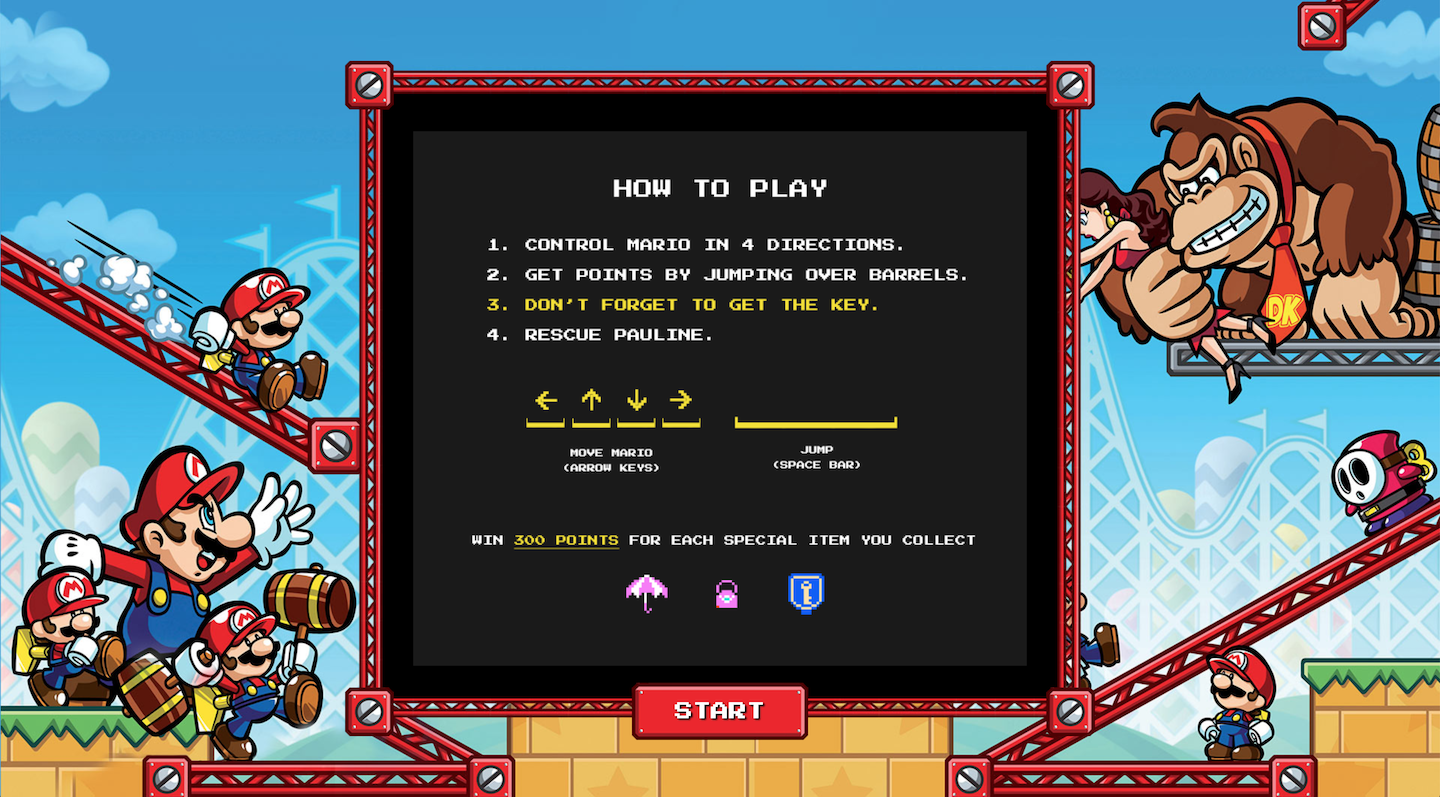 HOW TO PLAY
1. CONTROL MARIO IN 4 DIRECTIONS.
2. GET POINTS BY JUMPING OVER BARRELS.
3. DON'T FORGET TO GET THE KEY.
4. RESCUE PAULINE.
MOVE MARIO
(ARROW KEYS)
JUMP
(SPACE BAR)
WIN 300 POINTS FOR EACH SPECIAL ITEM YOU COLLECT
START
DK
M
M
M
M